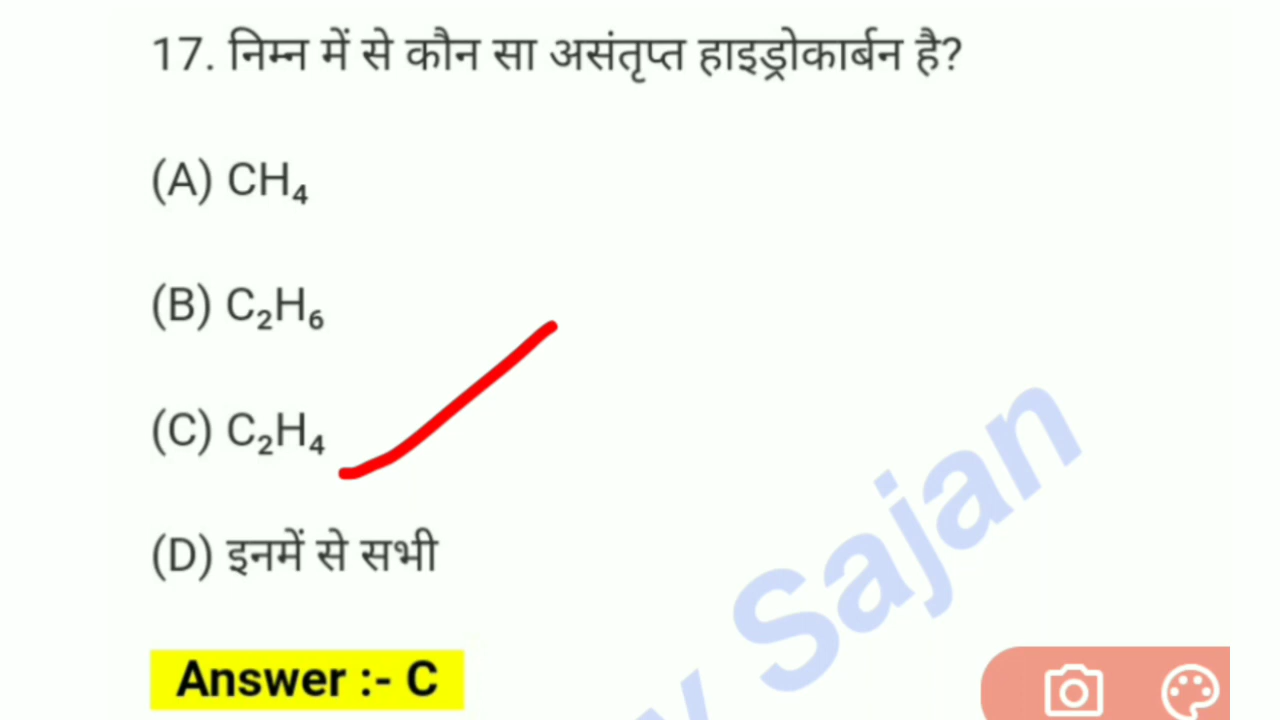 17. निम्न में से कौन सा असंतृप्त हाइड्रोकार्बन है?
(A) CH₄
(B) C₂H₆
(C) C₂H₄
(D) इनमें से सभी
Answer :- C
y Sajan